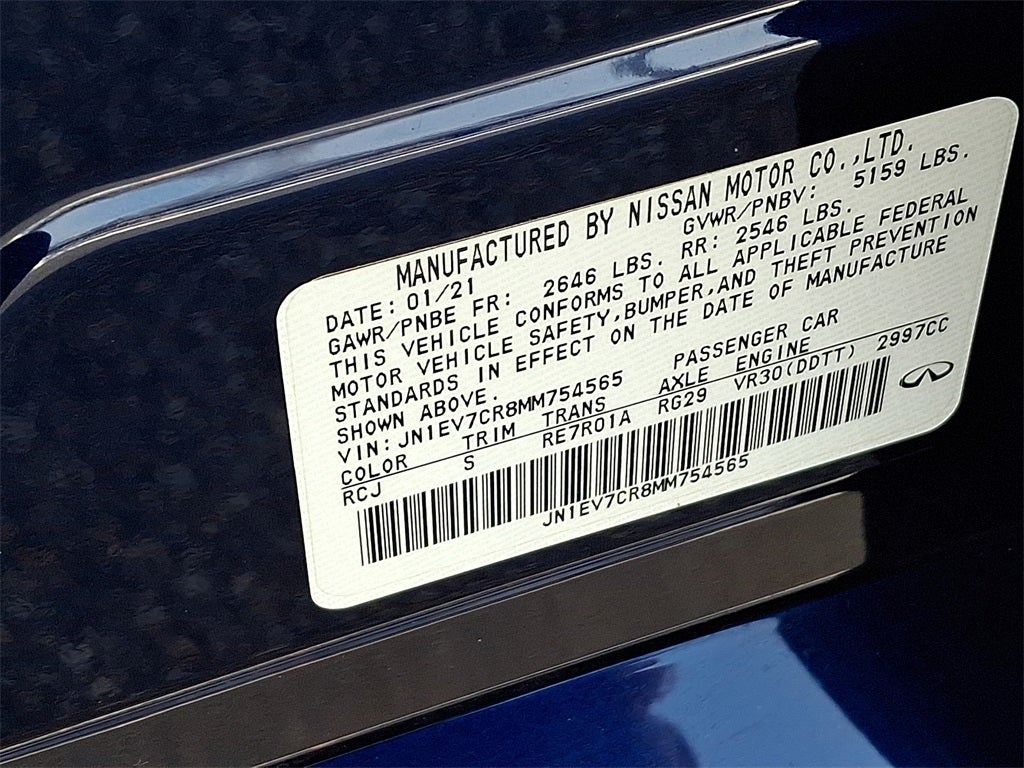 MANUFACTURED BY NISSAN MOTOR CO.,LTD.
DATE: 01/21 GVWR/PNBV: 5159 LBS.
GAWR/PNBE FR: 2646 LBS. RR: 2546 LBS.
THIS VEHICLE CONFORMS TO ALL APPLICABLE FEDERAL
MOTOR VEHICLE SAFETY,BUMPER,AND THEFT PREVENTION
STANDARDS IN EFFECT ON THE DATE OF MANUFACTURE
SHOWN ABOVE.
VIN: JN1EV7CR8MM754565 PASSENGER CAR
COLOR TRIM TRANS AXLE ENGINE
RCJ S RE7R01A RG29 VR30(DDTT) 2997CC
JN1EV7CR8MM754565